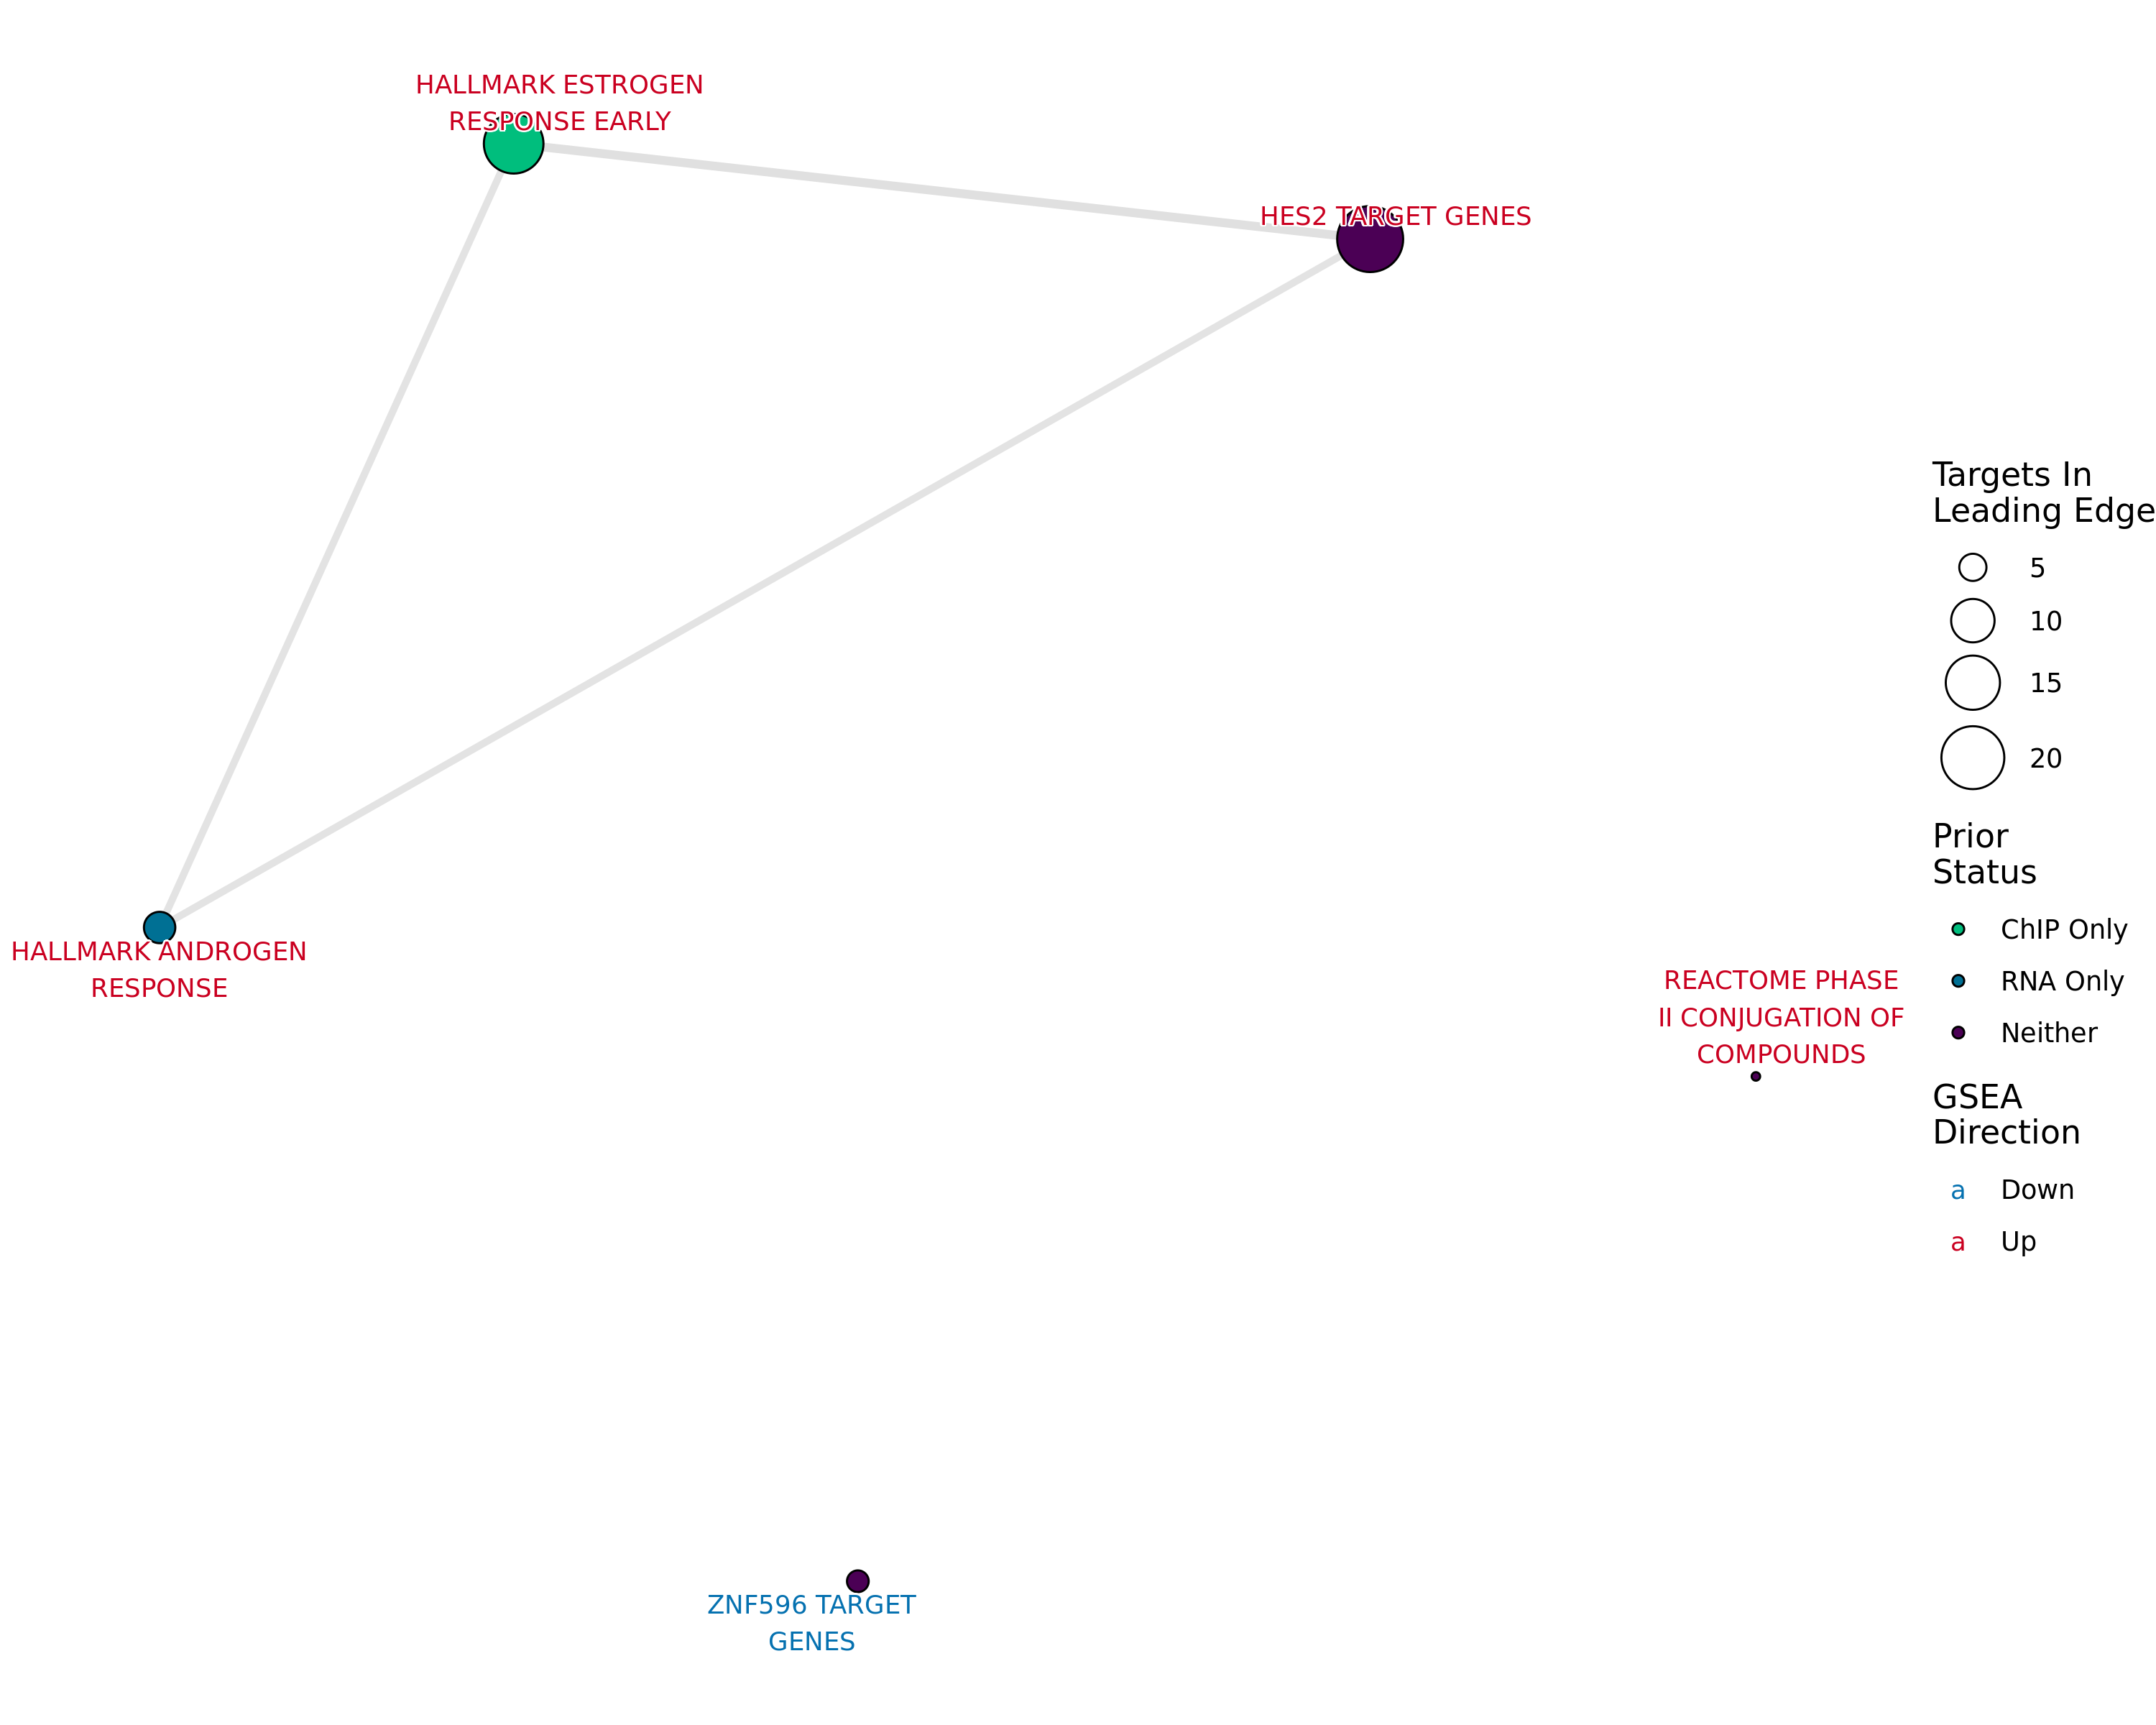 HALLMARK ESTROGEN
RESPONSE EARLY
HES2 TARGET GENES
HALLMARK ANDROGEN
RESPONSE
REACTOME PHASE
II CONJUGATION OF
COMPOUNDS
ZNF596 TARGET
GENES
Targets In
Leading Edge
5
10
15
20
Prior
Status
ChIP Only
RNA Only
Neither
GSEA
Direction
a Down
a Up